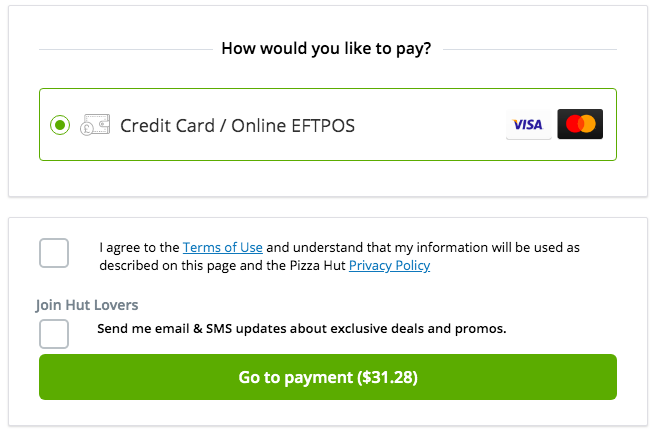 How would you like to pay?
Credit Card / Online EFTPOS
VISA
I agree to the Terms of Use and understand that my information will be used as
described on this page and the Pizza Hut Privacy Policy
Join Hut Lovers
Send me email & SMS updates about exclusive deals and promos.
Go to payment ($31.28)